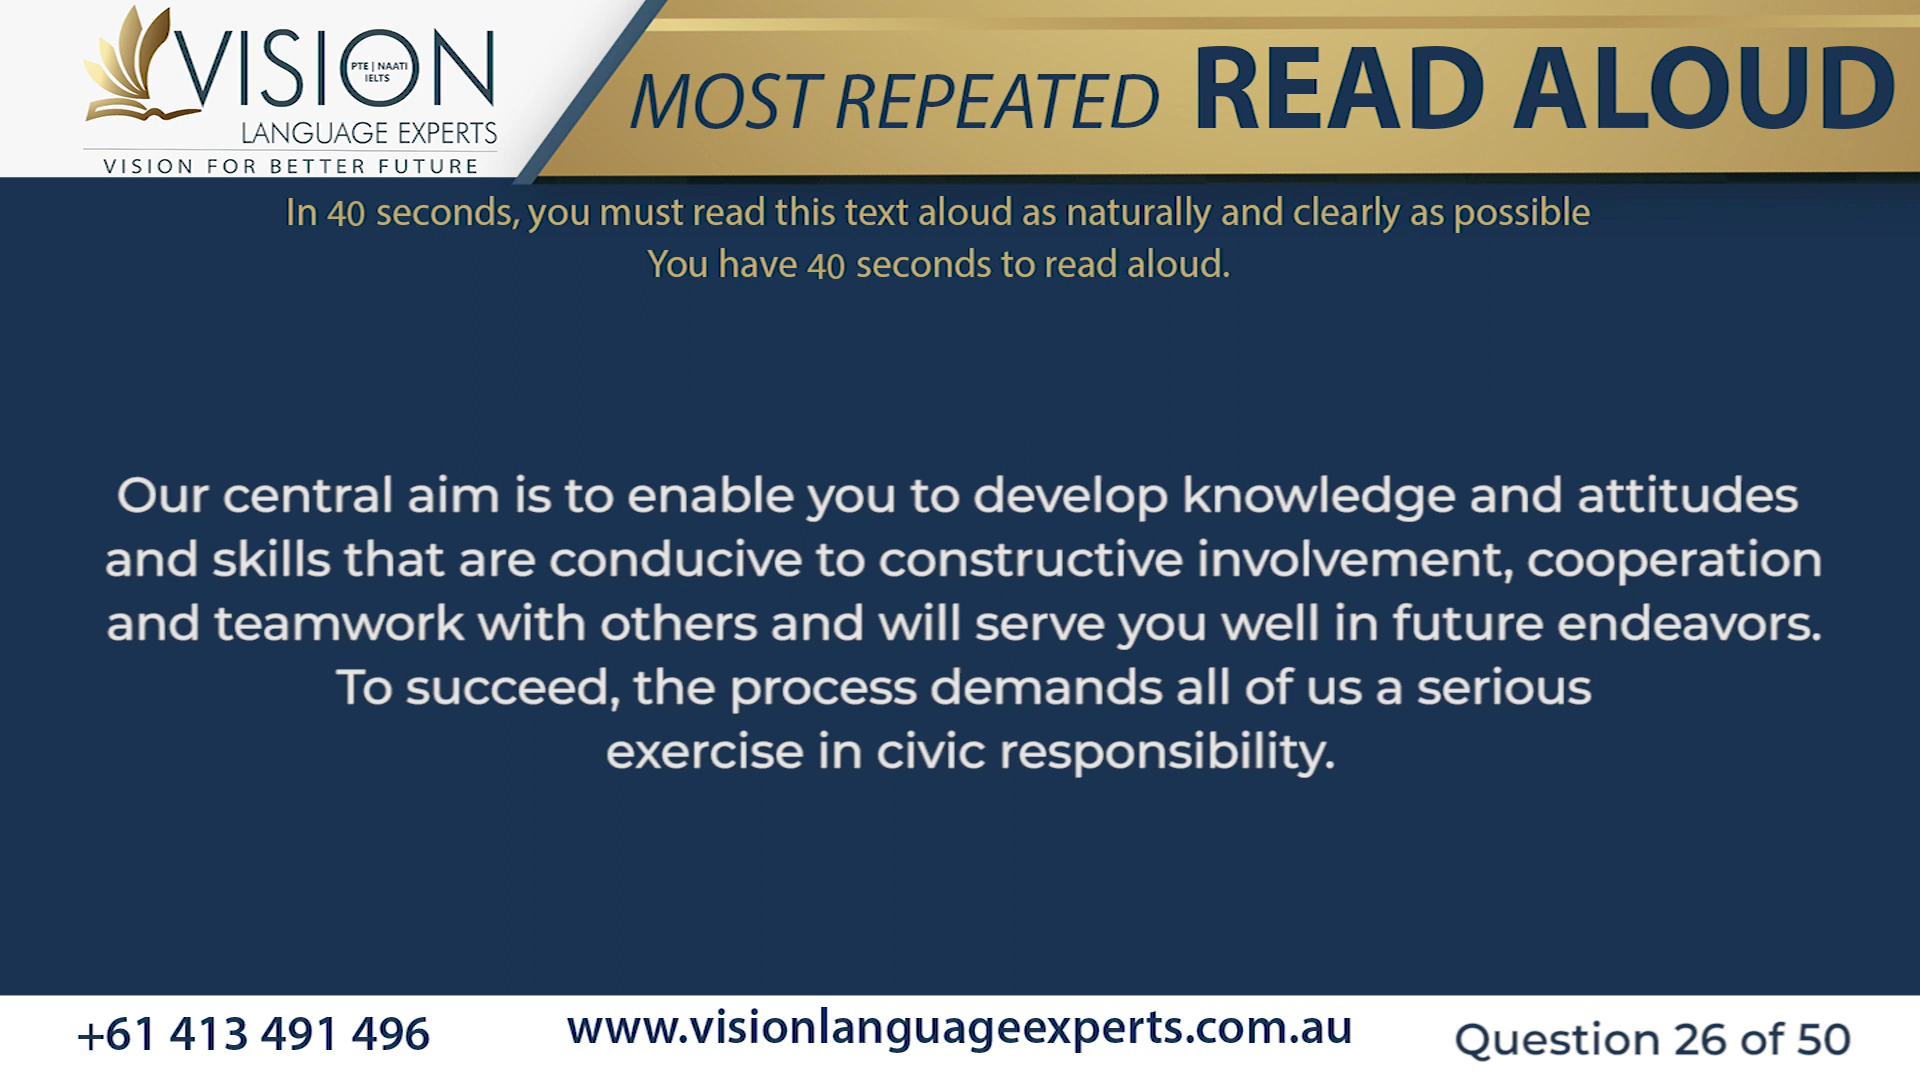 VISION
PTE | NAATI
IELTS
LANGUAGE EXPERTS
VISION FOR BETTER FUTURE
MOST REPEATED READ ALOUD
In 40 seconds, you must read this text aloud as naturally and clearly as possible
You have 40 seconds to read aloud.
Our central aim is to enable you to develop knowledge and attitudes
and skills that are conducive to constructive involvement, cooperation
and teamwork with others and will serve you well in future endeavors.
To succeed, the process demands all of us a serious
exercise in civic responsibility.
+61 413 491 496
www.visionlanguageexperts.com.au
Question 26 of 50